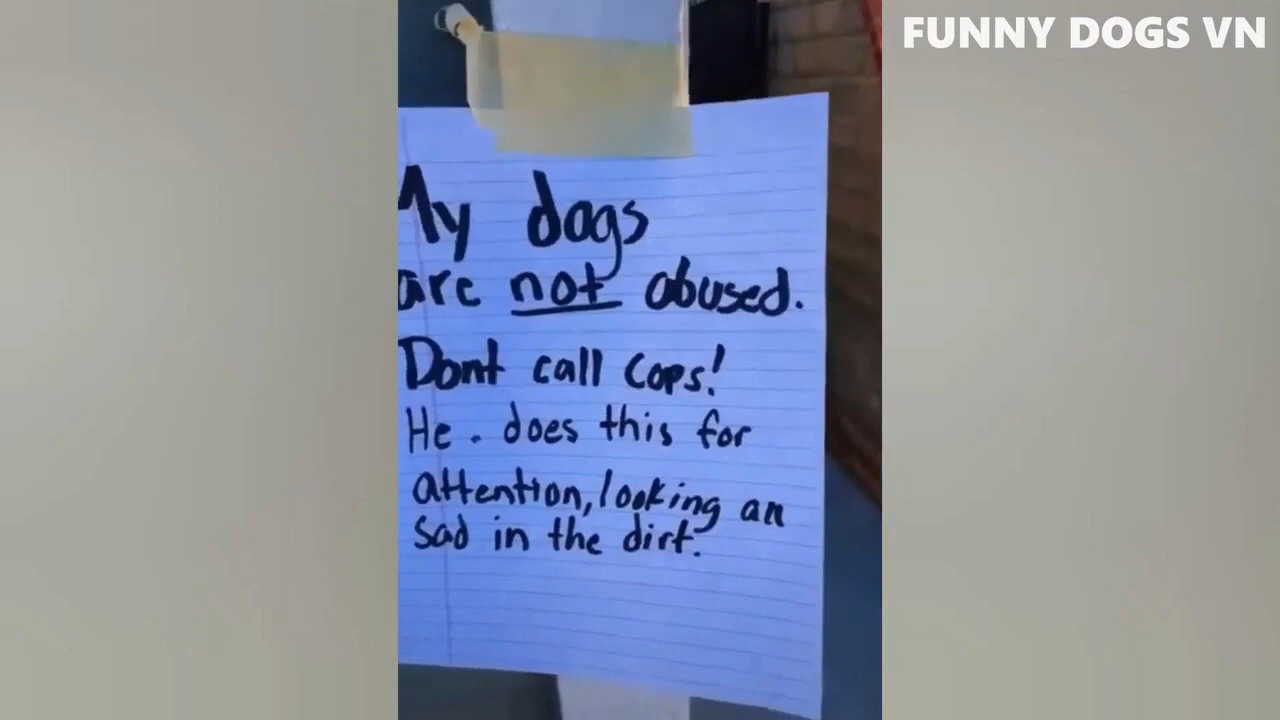 FUNNY DOGS VN
My dogs
are not abused.
Dont call Cops!
He. does this for
attention, looking all
sad in the dirt.